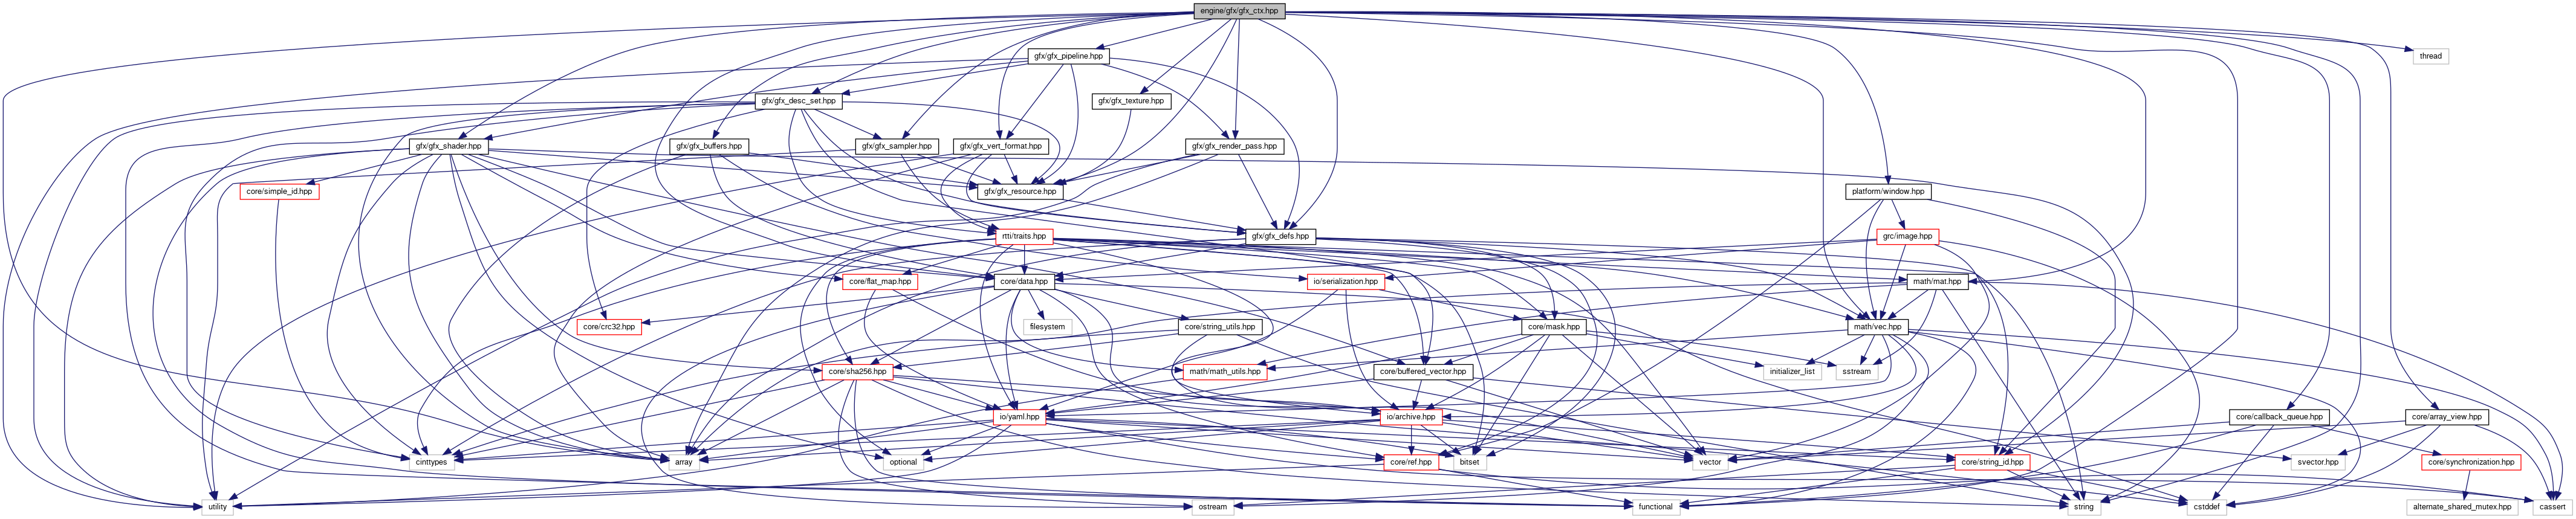 engine/gfx/gfx_ctx.hpp
gfx/gfx_pipeline.hpp
thread
gfx/gfx_desc_set.hpp
gfx/gfx_texture.hpp
gfx/gfx_shader.hpp
gfx/gfx_buffers.hpp
gfx/gfx_sampler.hpp
gfx/gfx_vert_format.hpp
gfx/gfx_render_pass.hpp
core/simple_id.hpp
gfx/gfx_resource.hpp
platform/window.hpp
rtti/traits.hpp
gfx/gfx_defs.hpp
grc/image.hpp
core/flat_map.hpp
core/data.hpp
io/serialization.hpp
math/mat.hpp
core/crc32.hpp
filesystem
core/string_utils.hpp
core/mask.hpp
math/vec.hpp
core/sha256.hpp
math/math_utils.hpp
core/buffered_vector.hpp
initializer_list
sstream
io/yaml.hpp
io/archive.hpp
core/callback_queue.hpp
core/array_view.hpp
cinttypes
array
optional
core/ref.hpp
bitset
vector
core/string_id.hpp
svector.hpp
core/synchronization.hpp
utility
ostream
functional
string
cstddef
alternate_shared_mutex.hpp
cassert